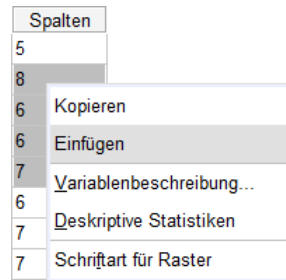 Spalten
5
8
6
Kopieren
6
Einfügen
7
Variablenbeschreibung...
6
Deskriptive Statistiken
7
7
Schriftart für Raster